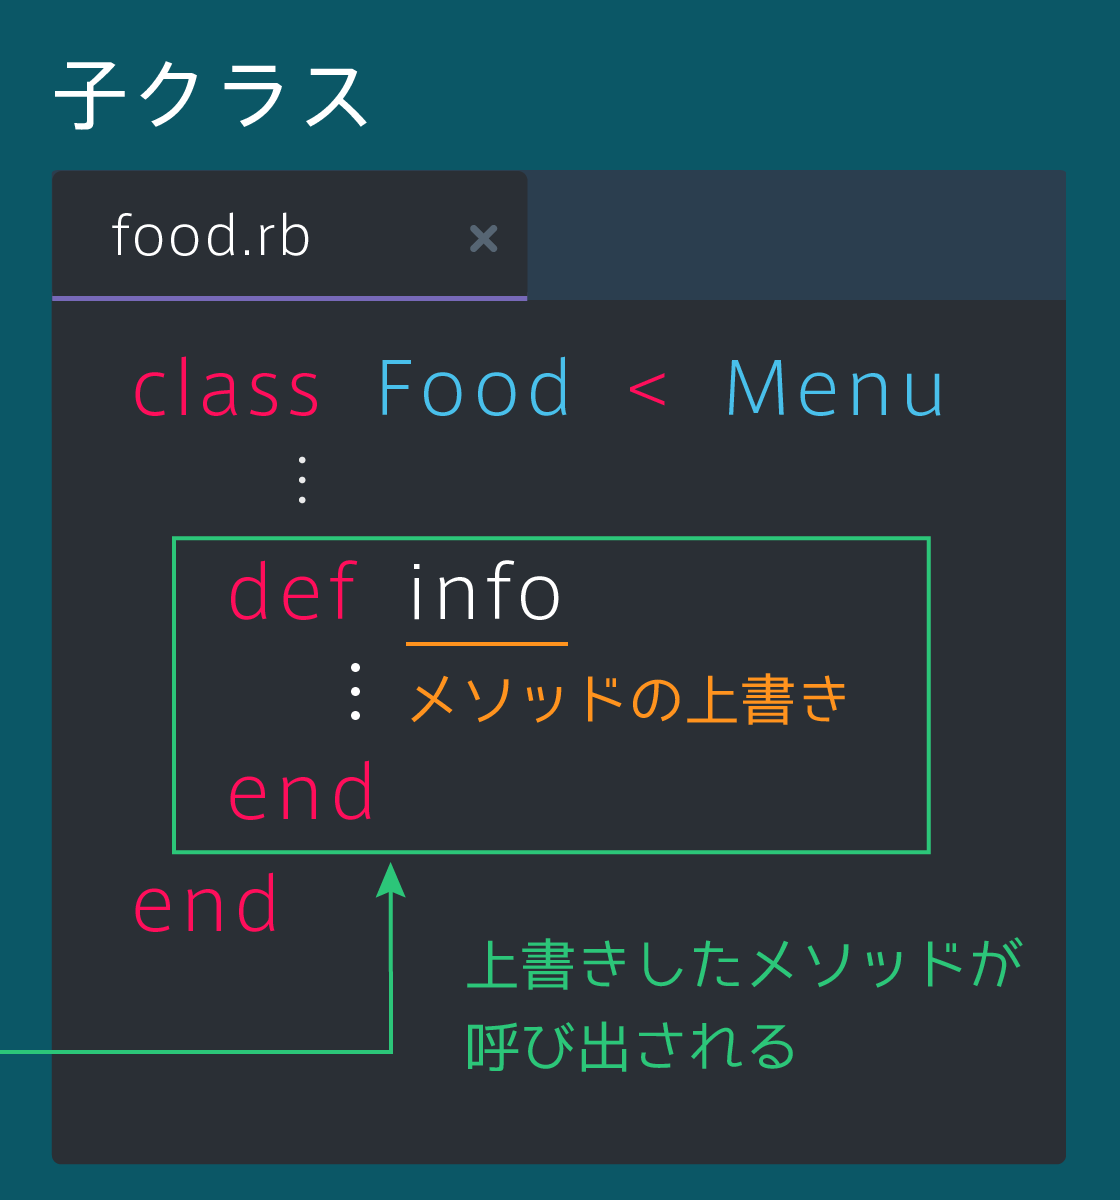 子クラス
food.rb
class Food < Menu
def info
メソッドの上書き
end
end
上書きしたメソッドが
呼び出される